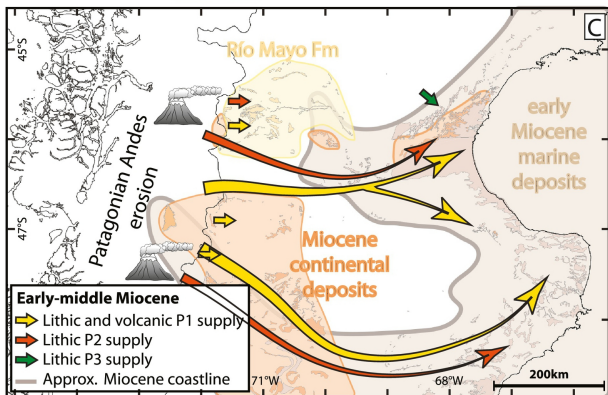 C
45°S
Río Mayo Fm
early
Miocene
marine
deposits
Patagonian Andes
erosion
47°S
Miocene
continental
deposits
Early-middle Miocene
Lithic and volcanic P1 supply
Lithic P2 supply
Lithic P3 supply
Approx. Miocene coastline
71°W
68°W
200km